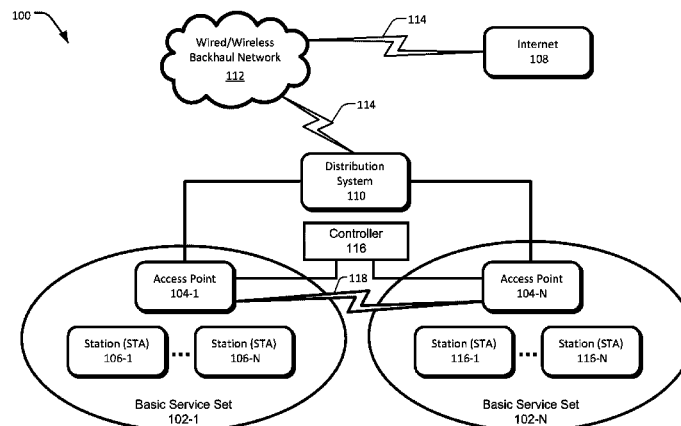 100
114
Wired/Wireless
Backhaul Network
112
Internet
108
114
Distribution
System
110
Controller
116
Access Point
104-1
118
Access Point
104-N
Station (STA)
106-1
...
Station (STA)
106-N
Station (STA)
116-1
...
Station (STA)
116-N
Basic Service Set
102-1
Basic Service Set
102-N